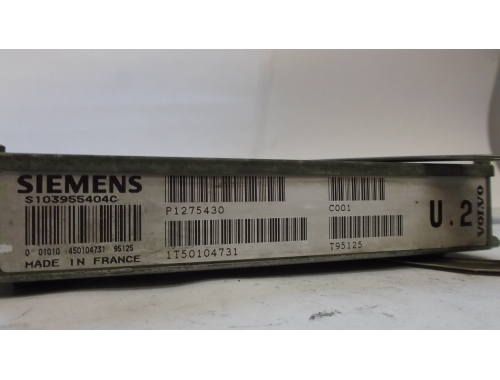 SIEMENS
S103955404C
0 01010 450104731 95125
MADE IN FRANCE
P1275430
1T50104731
C001
T95125
U.2
VOLVO